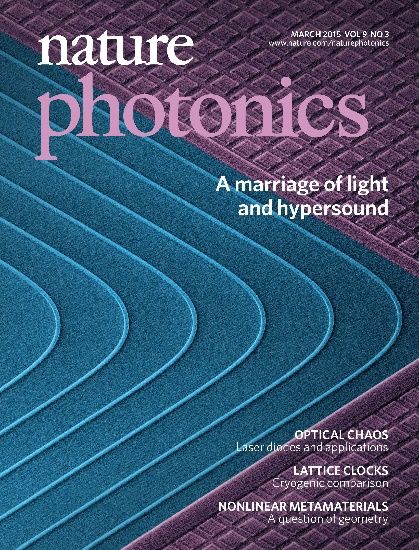 nature
MARCH 2015 VOL 9 NO 3
www.nature.com/naturephotonics
photonics
A marriage of light
and hypersound
OPTICAL CHAOS
Laser diodes and applications
LATTICE CLOCKS
Cryogenic comparison
NONLINEAR METAMATERIALS
A question of geometry